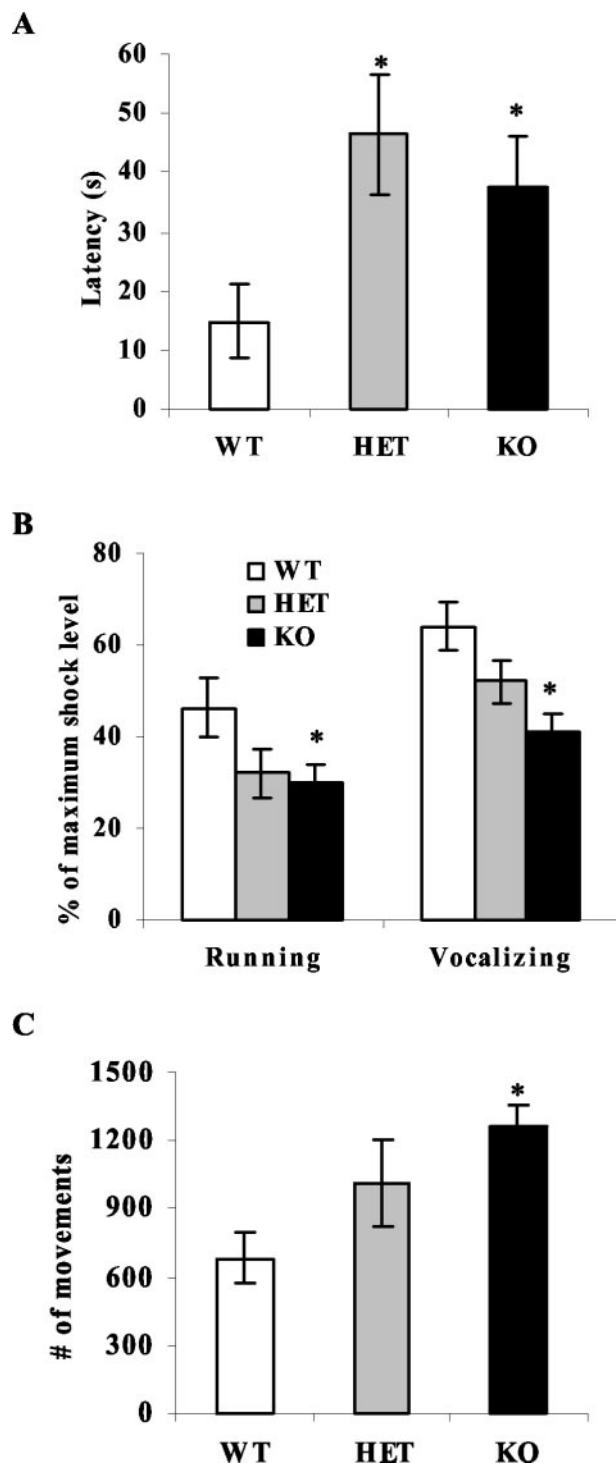 A
Latency (s)
60
50
40
30
20
10
0
*
*
WT HET KO
B
% of maximum shock level
80
60
40
20
0
WT
HET
KO
*
*
Running Vocalizing
C
# of movements
1500
1200
900
600
300
0
*
WT HET KO